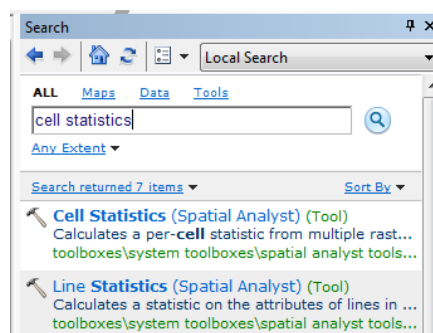 Search
Local Search
ALL Maps Data Tools
cell statistics
Any Extent
Search returned 7 items Sort By
Cell Statistics (Spatial Analyst) (Tool)
Calculates a per-cell statistic from multiple rast...
toolboxes\system toolboxes\spatial analyst tools...
Line Statistics (Spatial Analyst) (Tool)
Calculates a statistic on the attributes of lines in ...
toolboxes\system toolboxes\spatial analyst tools...